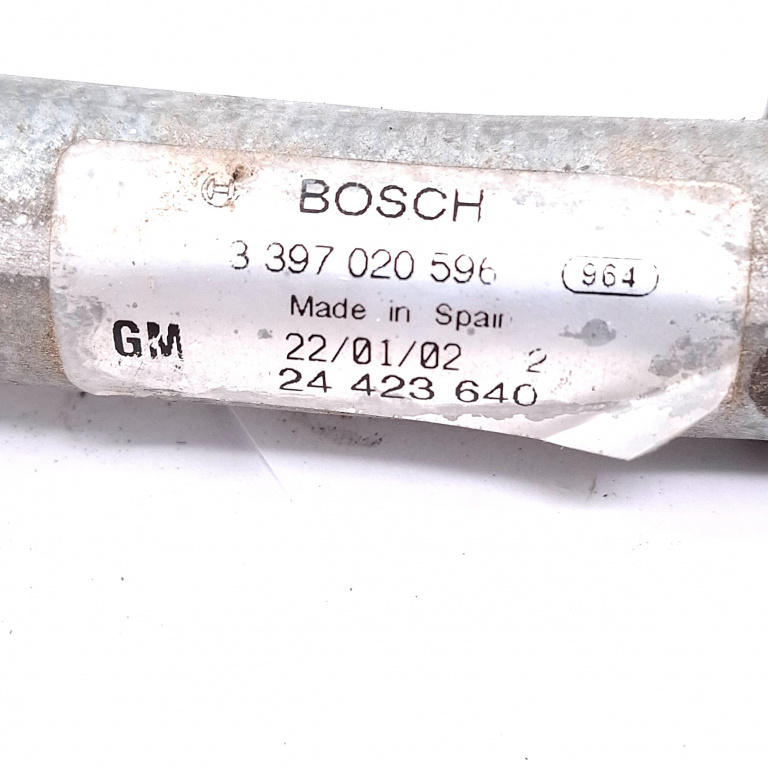 BOSCH
3 397 020 596 964
Made in Spain
GM 22/01/02 2
24 423 640